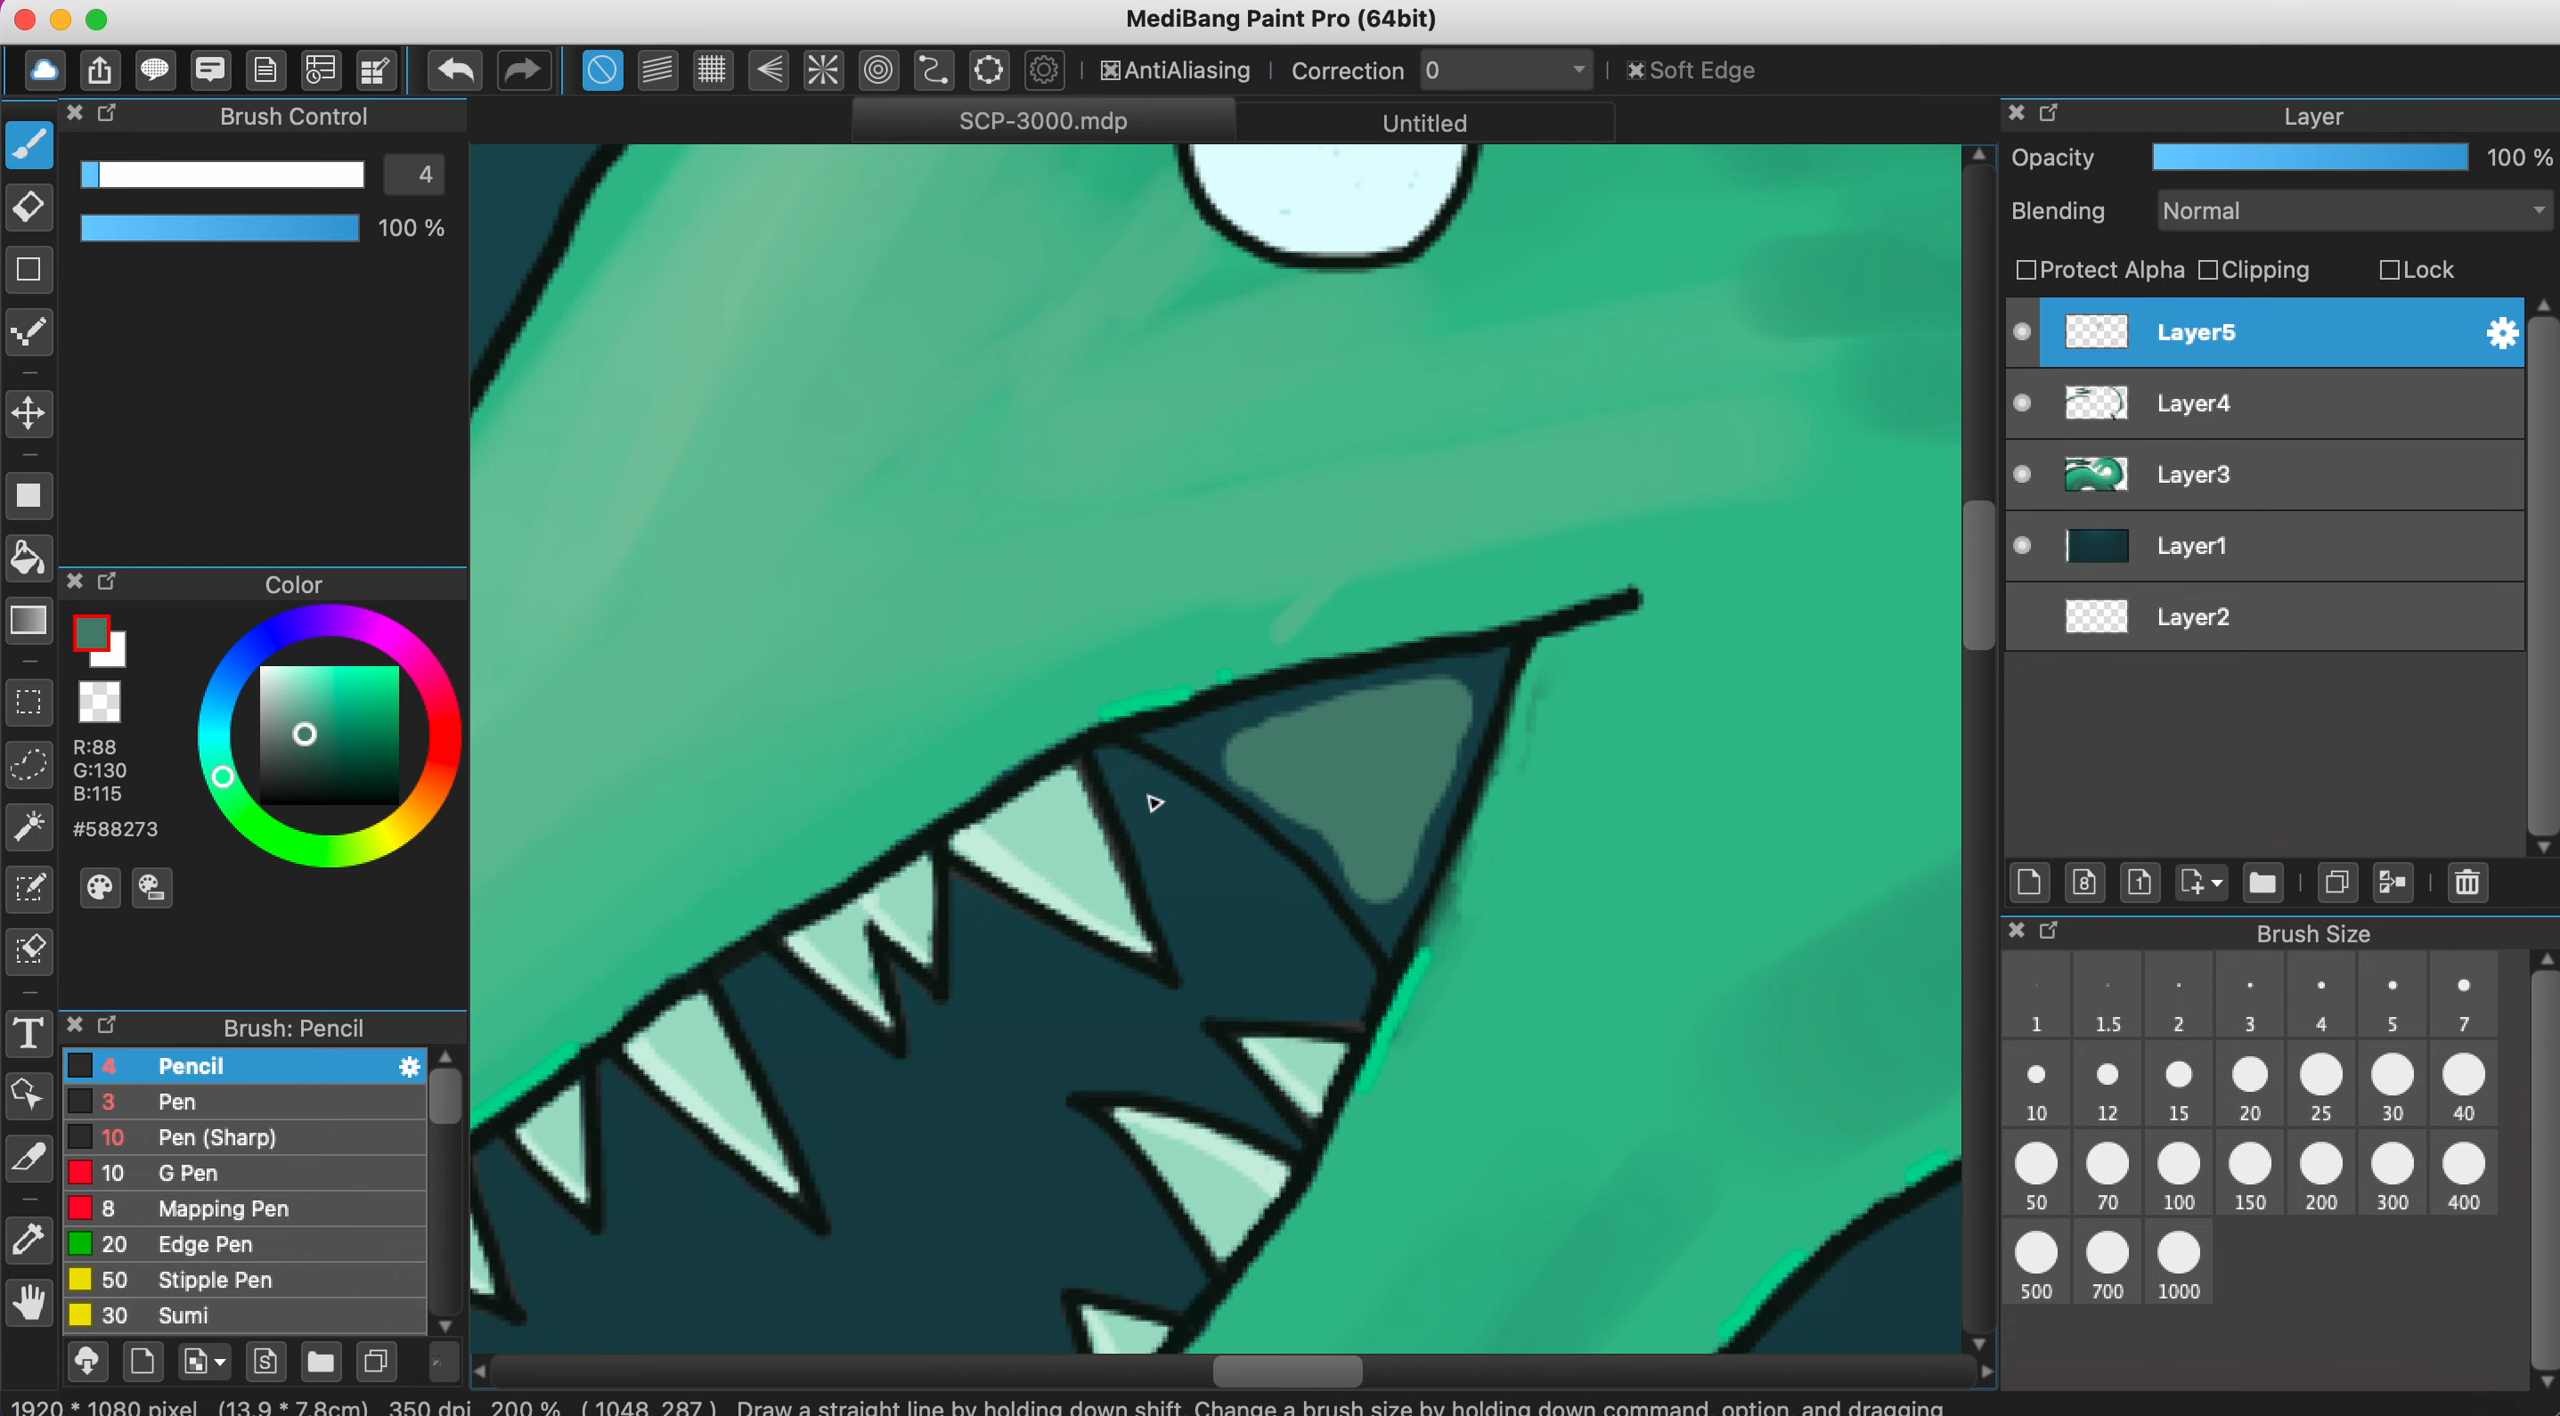 MediBang Paint Pro (64bit)
AntiAliasing
Correction
0
Soft Edge
Brush Control
4
100 %
SCP-3000.mdp
Untitled
Layer
Opacity
100 %
Blending
Normal
Protect Alpha
Clipping
Lock
Layer5
Layer4
Layer3
Layer1
Layer2
8
1
Color
R:88
G:130
B:115
#588273
Brush: Pencil
4 Pencil
3 Pen
10 Pen (Sharp)
10 G Pen
8 Mapping Pen
20 Edge Pen
50 Stipple Pen
30 Sumi
S
T
Brush Size
1 1.5 2 3 4 5 7
10 12 15 20 25 30 40
50 70 100 150 200 300 400
500 700 1000
1920 * 1080 pixel (13.9 * 7.8cm) 350 dpi 200 % ( 1048, 287 ) Draw a straight line by holding down shift, Change a brush size by holding down command, option, and dragging